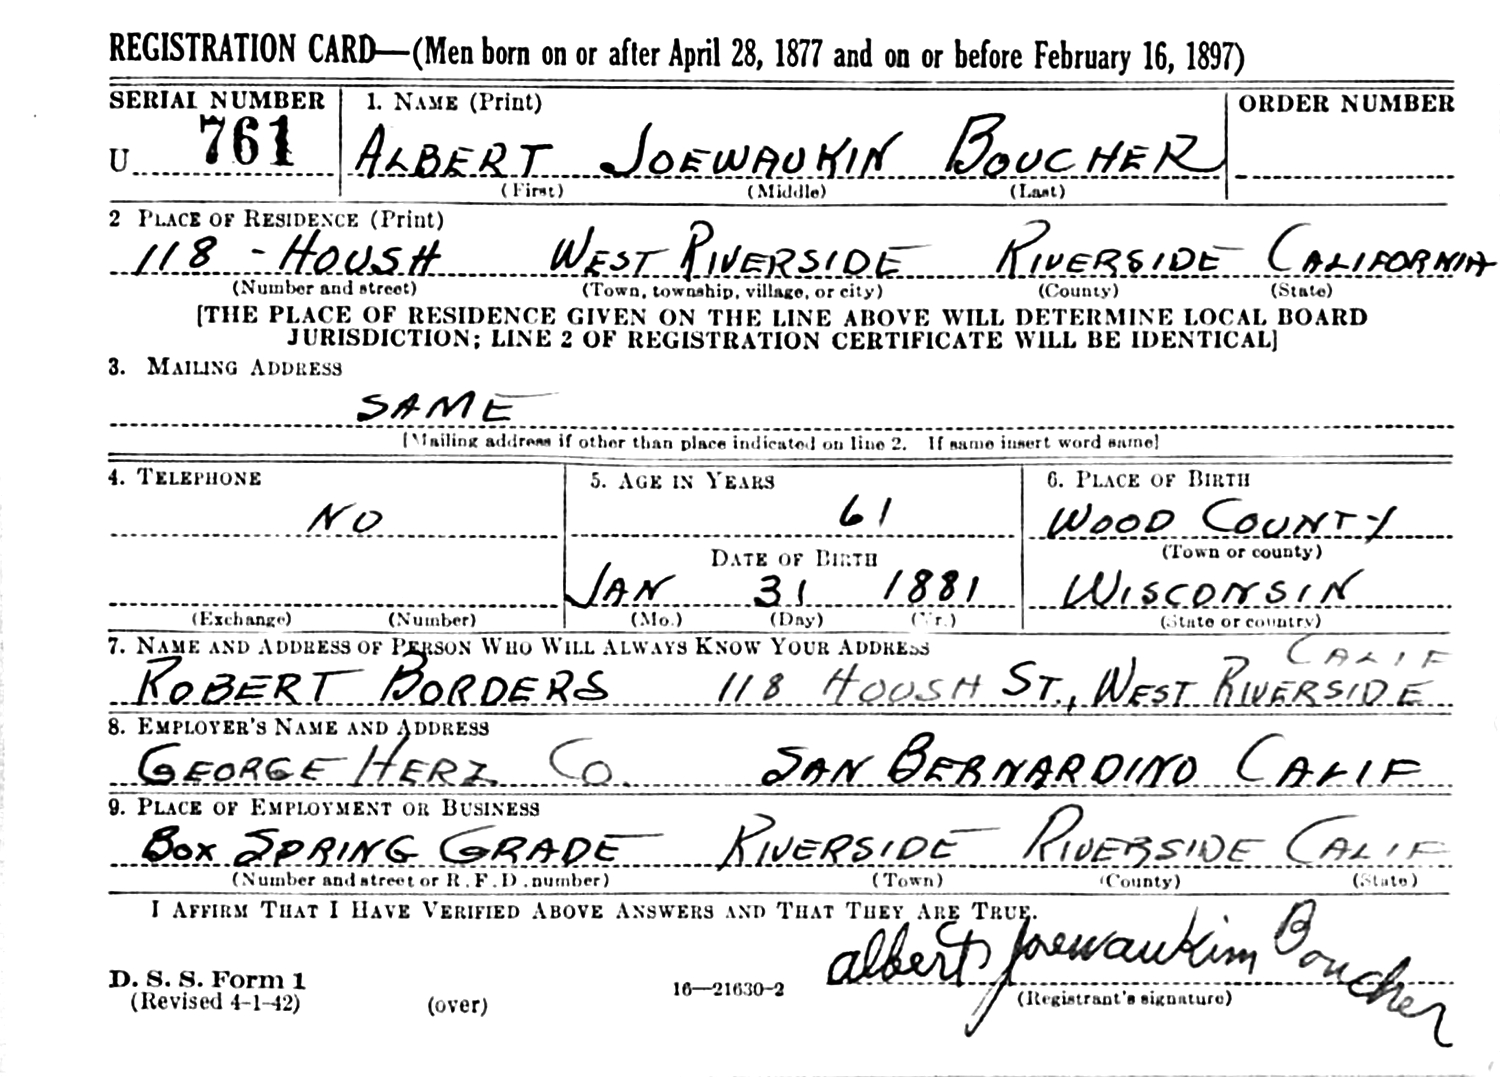 REGISTRATION CARD—(Men born on or after April 28, 1877 and on or before February 16, 1897)
SERIAL NUMBER 1. NAME (Print) ORDER NUMBER
U 761 ALBERT JOEWAUKIN BOUCHER
(First) (Middle) (Last)
2 PLACE OF RESIDENCE (Print)
118 - HOUSH WEST RIVERSIDE RIVERSIDE CALIFORNIA
(Number and street) (Town, township, village, or city) (County) (State)
[THE PLACE OF RESIDENCE GIVEN ON THE LINE ABOVE WILL DETERMINE LOCAL BOARD
JURISDICTION; LINE 2 OF REGISTRATION CERTIFICATE WILL BE IDENTICAL]
3. MAILING ADDRESS
SAME
[Mailing address if other than place indicated on line 2. If same insert word same]
4. TELEPHONE 5. AGE IN YEARS 6. PLACE OF BIRTH
NO 61 WOOD COUNTY
(Town or county)
DATE OF BIRTH
JAN 31 1881 WISCONSIN
(Exchange) (Number) (Mo.) (Day) (Yr.) (State or country)
7. NAME AND ADDRESS OF PERSON WHO WILL ALWAYS KNOW YOUR ADDRESS
CALIF
ROBERT BORDERS 118 HOUSH ST., WEST RIVERSIDE
8. EMPLOYER'S NAME AND ADDRESS
GEORGE HERZ CO. SAN BERNARDINO CALIF
9. PLACE OF EMPLOYMENT OR BUSINESS
BOX SPRING GRADE RIVERSIDE RIVERSIDE CALIF
(Number and street or R. F. D. number) (Town) (County) (State)
I AFFIRM THAT I HAVE VERIFIED ABOVE ANSWERS AND THAT THEY ARE TRUE.
albert Joewaukim Boucher
D. S. S. Form 1
(Revised 4-1-42) (over) 16—21630-2 (Registrant's signature)